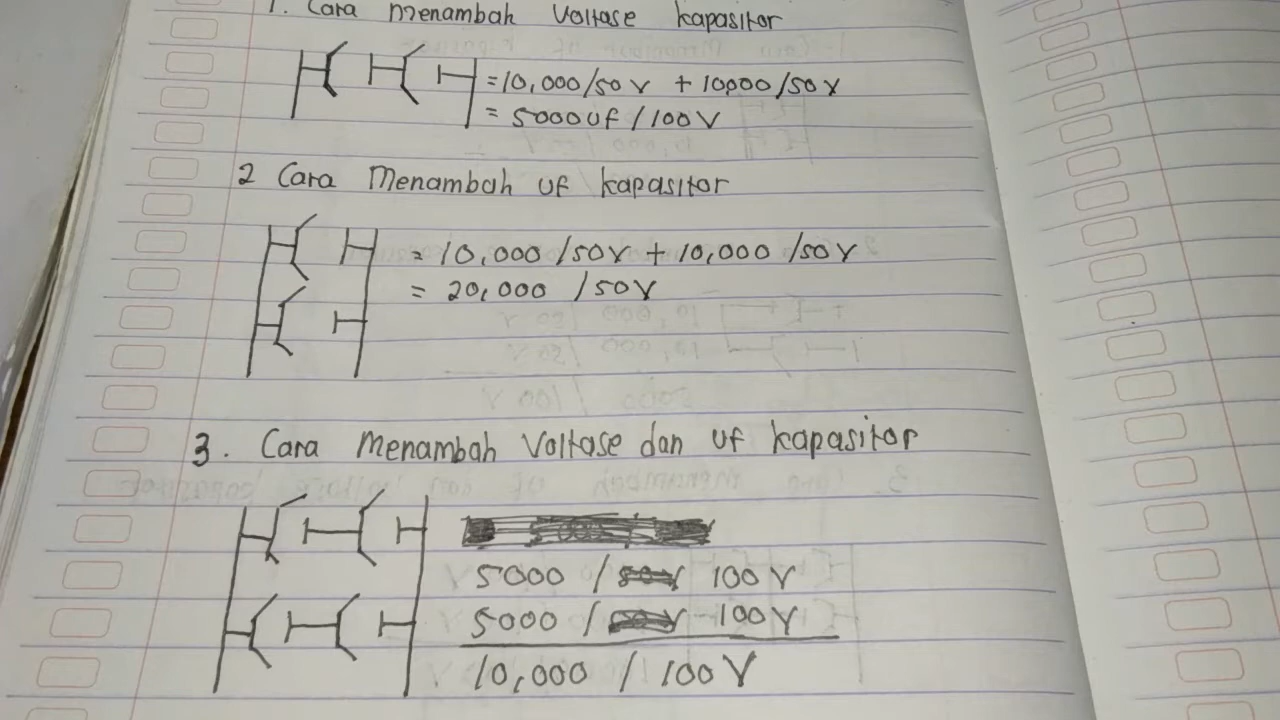 1. Cara menambah Voltase kapasitor
=10,000/50V + 10,000/50V
= 5000uf/100V
2 Cara Menambah uf kapasitor
= 10,000/50V + 10,000/50V
= 20,000 /50V
3. Cara Menambah Voltase dan uf kapasitor
5000 / 100V
5000 / 100V
10,000 / 100V